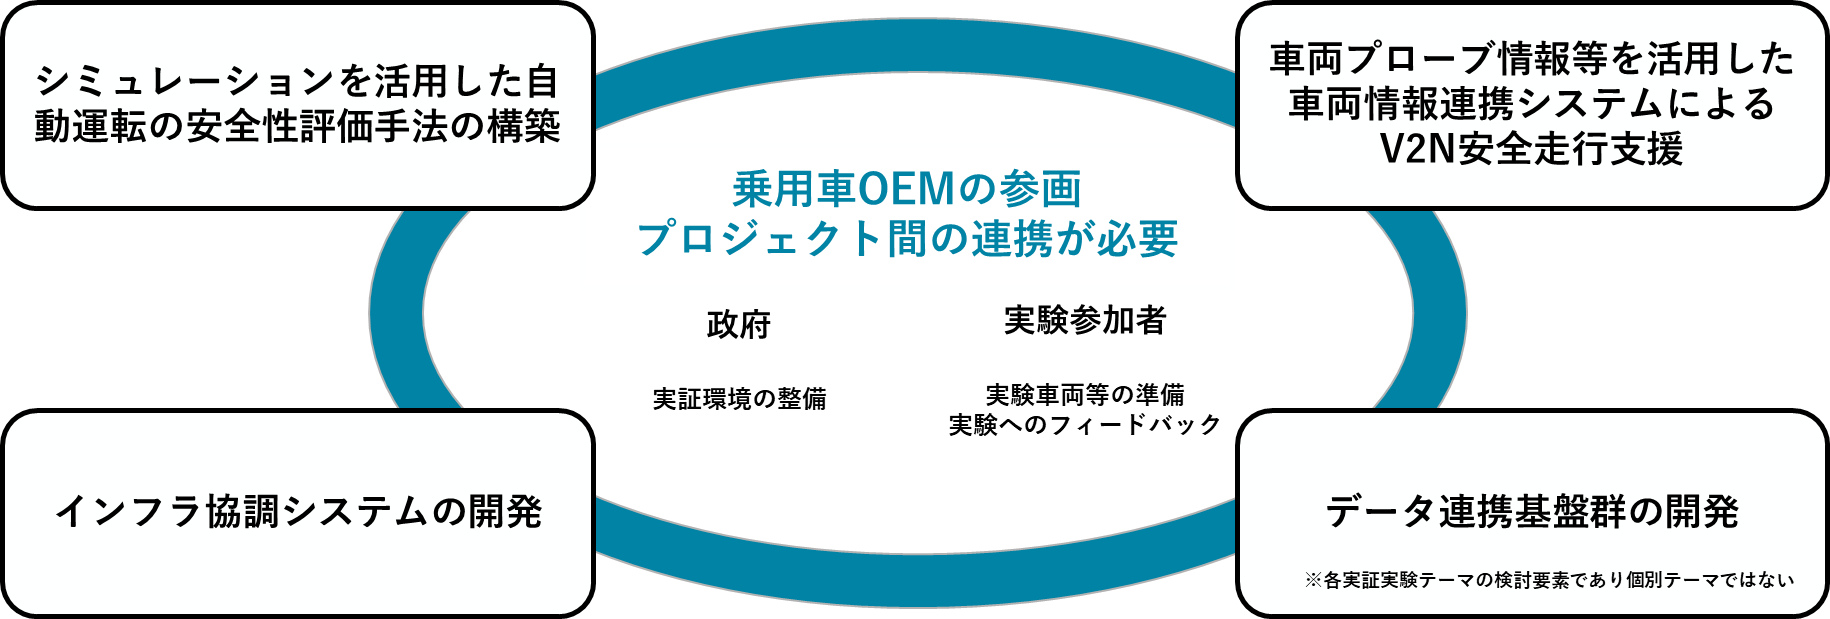 シミュレーションを活用した自
動運転の安全性評価手法の構築
車両プローブ情報等を活用した
車両情報連携システムによる
V2N安全走行支援
乗用車OEMの参画
プロジェクト間の連携が必要
政府
実証環境の整備
実験参加者
実験車両等の準備
実験へのフィードバック
インフラ協調システムの開発
データ連携基盤群の開発
※各実証実験テーマの検討要素であり個別テーマではない